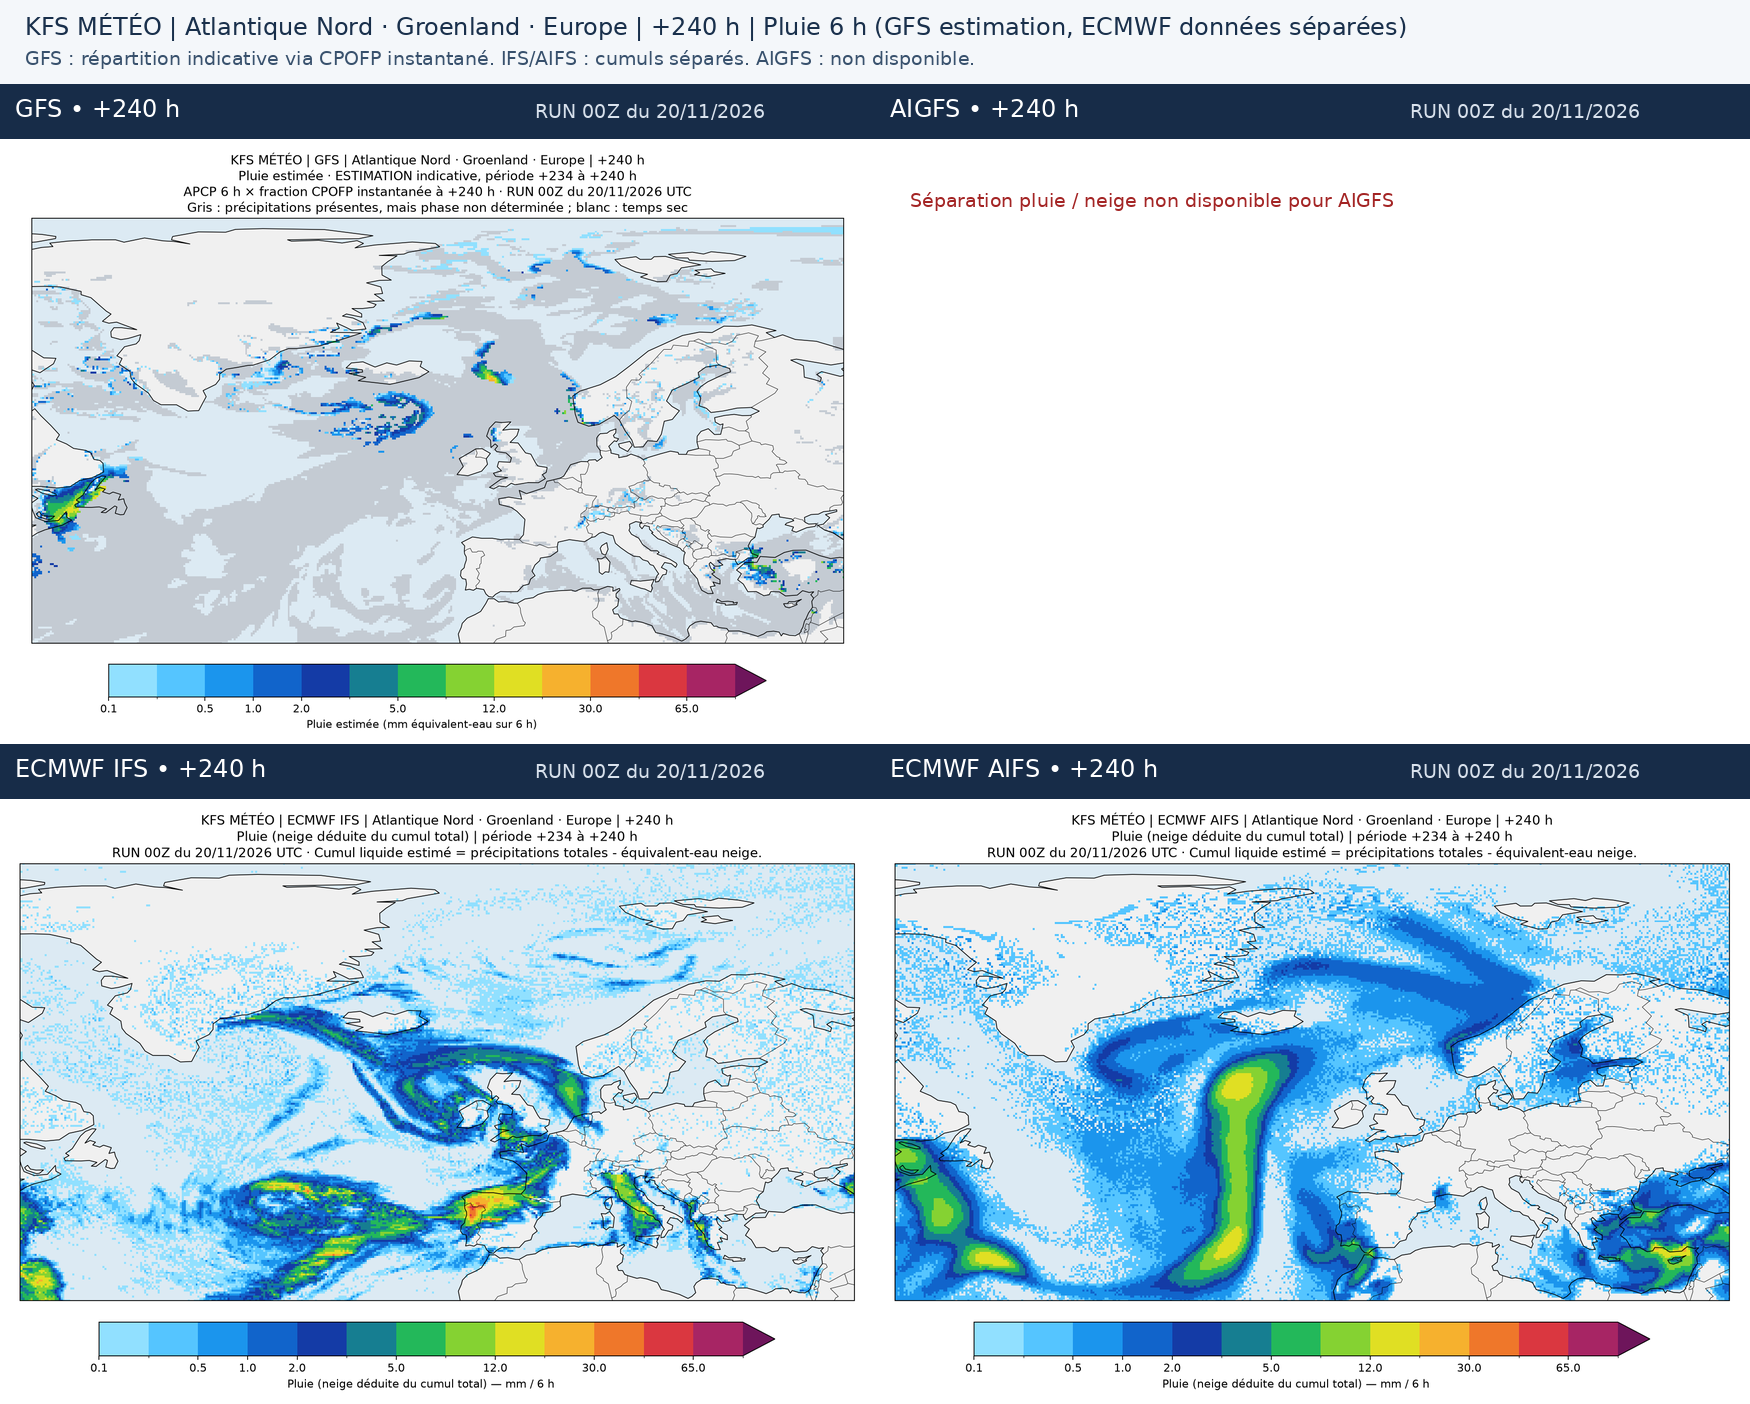 KFS MÉTÉO | Atlantique Nord · Groenland · Europe | +240 h | Pluie 6 h (GFS estimation, ECMWF données séparées)
GFS : répartition indicative via CPOFP instantané. IFS/AIFS : cumuls séparés. AIGFS : non disponible.
GFS • +240 h
RUN 00Z du 20/11/2026
AIGFS • +240 h
RUN 00Z du 20/11/2026
KFS MÉTÉO | GFS | Atlantique Nord · Groenland · Europe | +240 h
Pluie estimée · ESTIMATION indicative, période +234 à +240 h
APCP 6 h × fraction CPOFP instantanée à +240 h · RUN 00Z du 20/11/2026 UTC
Gris : précipitations présentes, mais phase non déterminée ; blanc : temps sec
Séparation pluie / neige non disponible pour AIGFS
0.1 0.5 1.0 2.0 5.0 12.0 30.0 65.0
Pluie estimée (mm équivalent-eau sur 6 h)
ECMWF IFS • +240 h
RUN 00Z du 20/11/2026
ECMWF AIFS • +240 h
RUN 00Z du 20/11/2026
KFS MÉTÉO | ECMWF IFS | Atlantique Nord · Groenland · Europe | +240 h
Pluie (neige déduite du cumul total) | période +234 à +240 h
RUN 00Z du 20/11/2026 UTC · Cumul liquide estimé = précipitations totales - équivalent-eau neige.
KFS MÉTÉO | ECMWF AIFS | Atlantique Nord · Groenland · Europe | +240 h
Pluie (neige déduite du cumul total) | période +234 à +240 h
RUN 00Z du 20/11/2026 UTC · Cumul liquide estimé = précipitations totales - équivalent-eau neige.
0.1 0.5 1.0 2.0 5.0 12.0 30.0 65.0
Pluie (neige déduite du cumul total) — mm / 6 h
0.1 0.5 1.0 2.0 5.0 12.0 30.0 65.0
Pluie (neige déduite du cumul total) — mm / 6 h